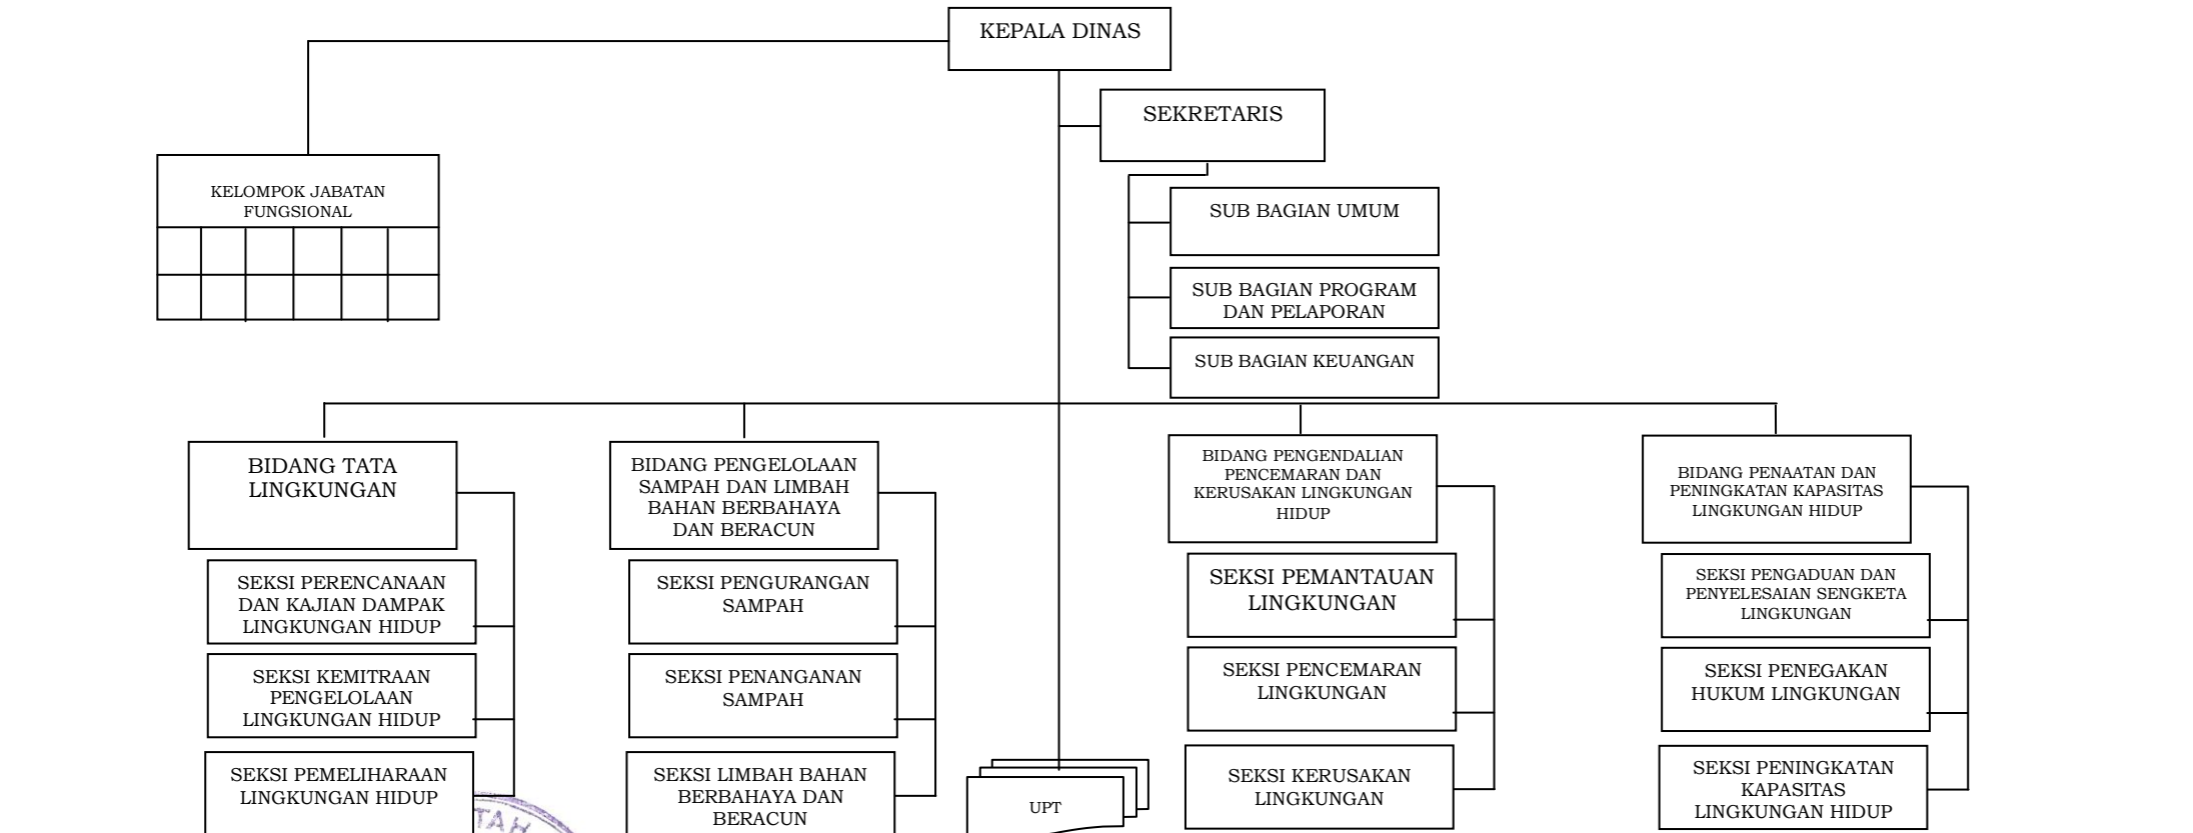 KEPALA DINAS
SEKRETARIS
KELOMPOK JABATAN
FUNGSIONAL
SUB BAGIAN UMUM
SUB BAGIAN PROGRAM
DAN PELAPORAN
SUB BAGIAN KEUANGAN
BIDANG TATA
LINGKUNGAN
SEKSI PERENCANAAN
DAN KAJIAN DAMPAK
LINGKUNGAN HIDUP
SEKSI KEMITRAAN
PENGELOLAAN
LINGKUNGAN HIDUP
SEKSI PEMELIHARAAN
LINGKUNGAN HIDUP
BIDANG PENGELOLAAN
SAMPAH DAN LIMBAH
BAHAN BERBAHAYA
DAN BERACUN
SEKSI PENGURANGAN
SAMPAH
SEKSI PENANGANAN
SAMPAH
SEKSI LIMBAH BAHAN
BERBAHAYA DAN
BERACUN
UPT
BIDANG PENGENDALIAN
PENCEMARAN DAN
KERUSAKAN LINGKUNGAN
HIDUP
SEKSI PEMANTAUAN
LINGKUNGAN
SEKSI PENCEMARAN
LINGKUNGAN
SEKSI KERUSAKAN
LINGKUNGAN
BIDANG PENAATAN DAN
PENINGKATAN KAPASITAS
LINGKUNGAN HIDUP
SEKSI PENGADUAN DAN
PENYELESAIAN SENGKETA
LINGKUNGAN
SEKSI PENEGAKAN
HUKUM LINGKUNGAN
SEKSI PENINGKATAN
KAPASITAS
LINGKUNGAN HIDUP